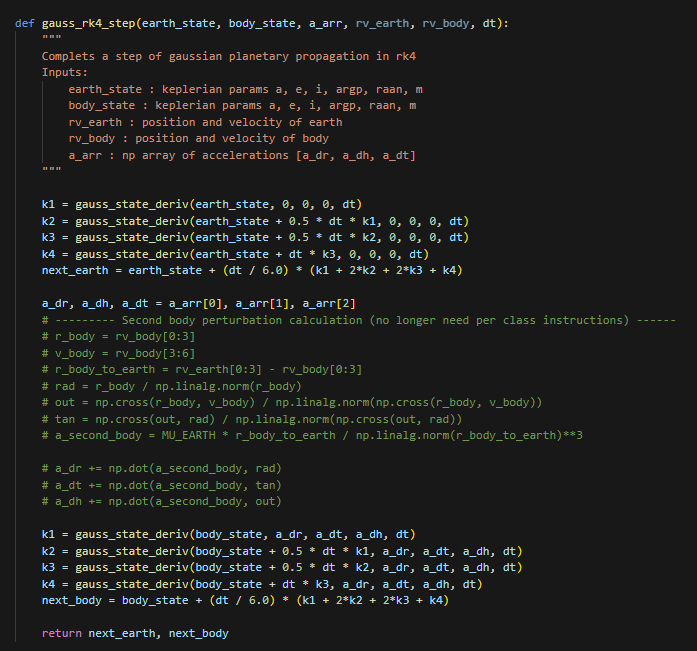 def gauss_rk4_step(earth_state, body_state, a_arr, rv_earth, rv_body, dt):
    """
    Complets a step of gaussian planetary propagation in rk4
    Inputs:
        earth_state : keplerian params a, e, i, argp, raan, m
        body_state : keplerian params a, e, i, argp, raan, m
        rv_earth : position and velocity of earth
        rv_body : position and velocity of body
        a_arr : np array of accelerations [a_dr, a_dh, a_dt]
    """
    k1 = gauss_state_deriv(earth_state, 0, 0, 0, dt)
    k2 = gauss_state_deriv(earth_state + 0.5 * dt * k1, 0, 0, 0, dt)
    k3 = gauss_state_deriv(earth_state + 0.5 * dt * k2, 0, 0, 0, dt)
    k4 = gauss_state_deriv(earth_state + dt * k3, 0, 0, 0, dt)
    next_earth = earth_state + (dt / 6.0) * (k1 + 2*k2 + 2*k3 + k4)
    a_dr, a_dh, a_dt = a_arr[0], a_arr[1], a_arr[2]
    # --------- Second body perturbation calculation (no longer need per class instructions) ------
    # r_body = rv_body[0:3]
    # v_body = rv_body[3:6]
    # r_body_to_earth = rv_earth[0:3] - rv_body[0:3]
    # rad = r_body / np.linalg.norm(r_body)
    # out = np.cross(r_body, v_body) / np.linalg.norm(np.cross(r_body, v_body))
    # tan = np.cross(out, rad) / np.linalg.norm(np.cross(out, rad))
    # a_second_body = MU_EARTH * r_body_to_earth / np.linalg.norm(r_body_to_earth)**3
    # a_dr += np.dot(a_second_body, rad)
    # a_dt += np.dot(a_second_body, tan)
    # a_dh += np.dot(a_second_body, out)
    k1 = gauss_state_deriv(body_state, a_dr, a_dt, a_dh, dt)
    k2 = gauss_state_deriv(body_state + 0.5 * dt * k1, a_dr, a_dt, a_dh, dt)
    k3 = gauss_state_deriv(body_state + 0.5 * dt * k2, a_dr, a_dt, a_dh, dt)
    k4 = gauss_state_deriv(body_state + dt * k3, a_dr, a_dt, a_dh, dt)
    next_body = body_state + (dt / 6.0) * (k1 + 2*k2 + 2*k3 + k4)
    return next_earth, next_body